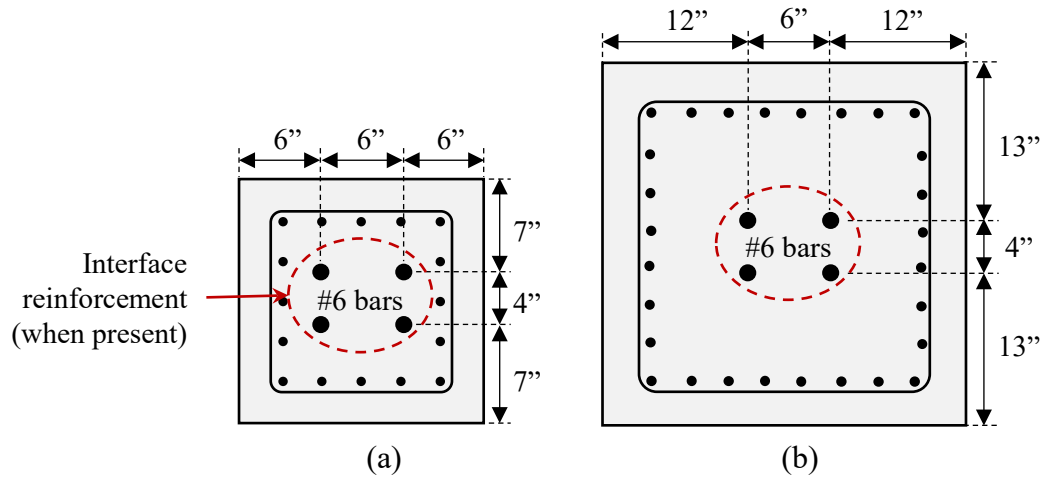 12”
6”
12”
13”
4”
13”
#6 bars
(b)
6”
6”
6”
7”
4”
7”
#6 bars
Interface
reinforcement
(when present)
(a)